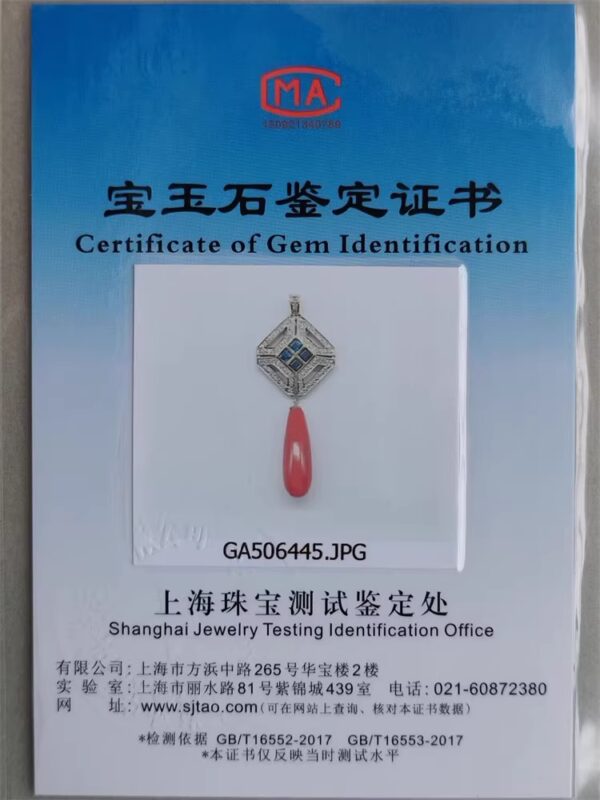 CMA
宝玉石鉴定证书
Certificate of Gem Identification
GA506445.JPG
上海珠宝测试鉴定处
Shanghai Jewelry Testing Identification Office
有限公司: 上海市方浜中路265号华宝楼2楼
实 验 室: 上海市丽水路81号紫锦城439室 电话: 021-60872380
网 址: www.sjtao.com(可在网站上查询、核对本证书数据)
*检测依据 GB/T16552-2017 GB/T16553-2017
*本证书仅反映当时测试水平